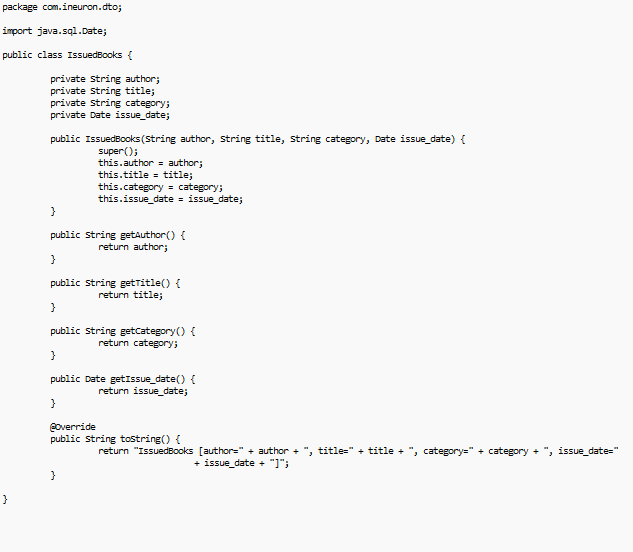 package com.ineuron.dto;
import java.sql.Date;
public class IssuedBooks {
private String author;
private String title;
private String category;
private Date issue_date;
public IssuedBooks(String author, String title, String category, Date issue_date) {
super();
this.author = author;
this.title = title;
this.category = category;
this.issue_date = issue_date;
}
public String getAuthor() {
return author;
}
public String getTitle() {
return title;
}
public String getCategory() {
return category;
}
public Date getIssue_date() {
return issue_date;
}
@Override
public String toString() {
return "IssuedBooks [author=" + author + ", title=" + title + ", category=" + category + ", issue_date="
+ issue_date + "]";
}
}